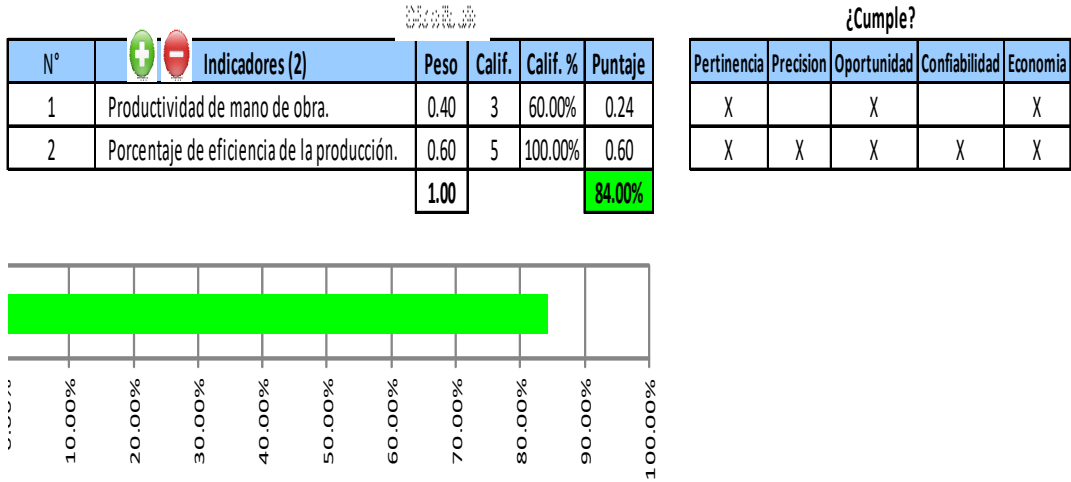 ¿Cumple?
N° Indicadores (2) Peso Calif. Calif. % Puntaje Pertinencia Precision Oportunidad Confiabilidad Economia
1 Productividad de mano de obra. 0.40 3 60.00% 0.24 X X X
2 Porcentaje de eficiencia de la producción. 0.60 5 100.00% 0.60 X X X X X
1.00 84.00%
10.00% 20.00% 30.00% 40.00% 50.00% 60.00% 70.00% 80.00% 90.00% 100.00%